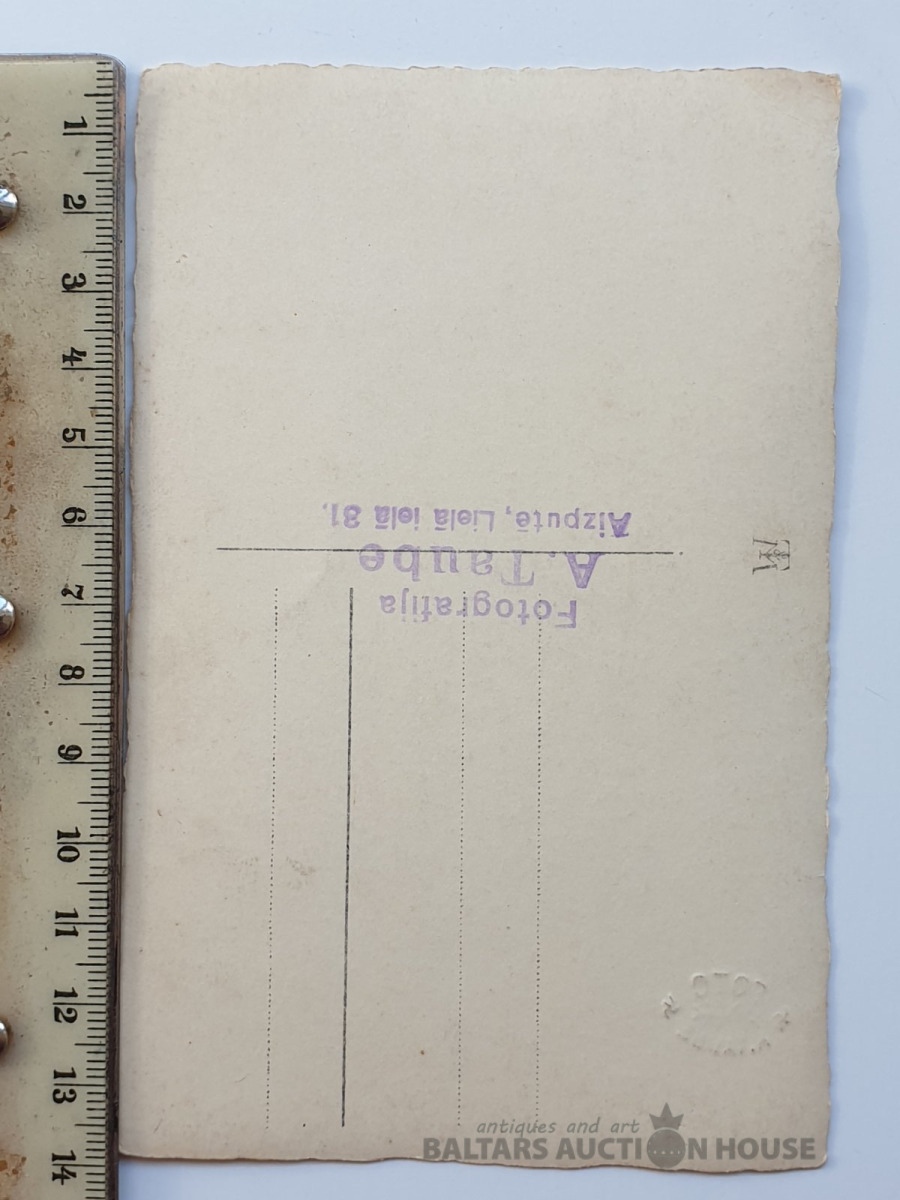 1
2
3
4
5
6
7
8
9
10
11
12
13
14
Fotografija
A. Taube
Aizputē, Lielā ielā 31.
FOTO
antiques and art
BALTARS AUCTION HOUSE